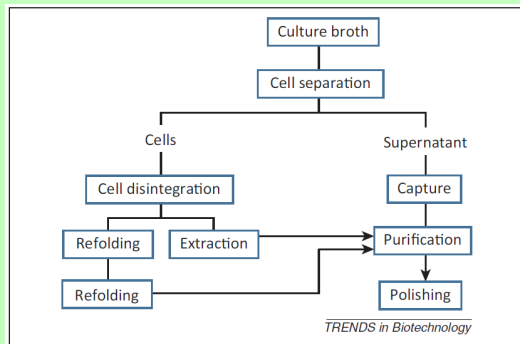 Culture broth
Cell separation
Cells
Supernatant
Cell disintegration
Capture
Refolding
Extraction
Purification
Refolding
Polishing
TRENDS in Biotechnology